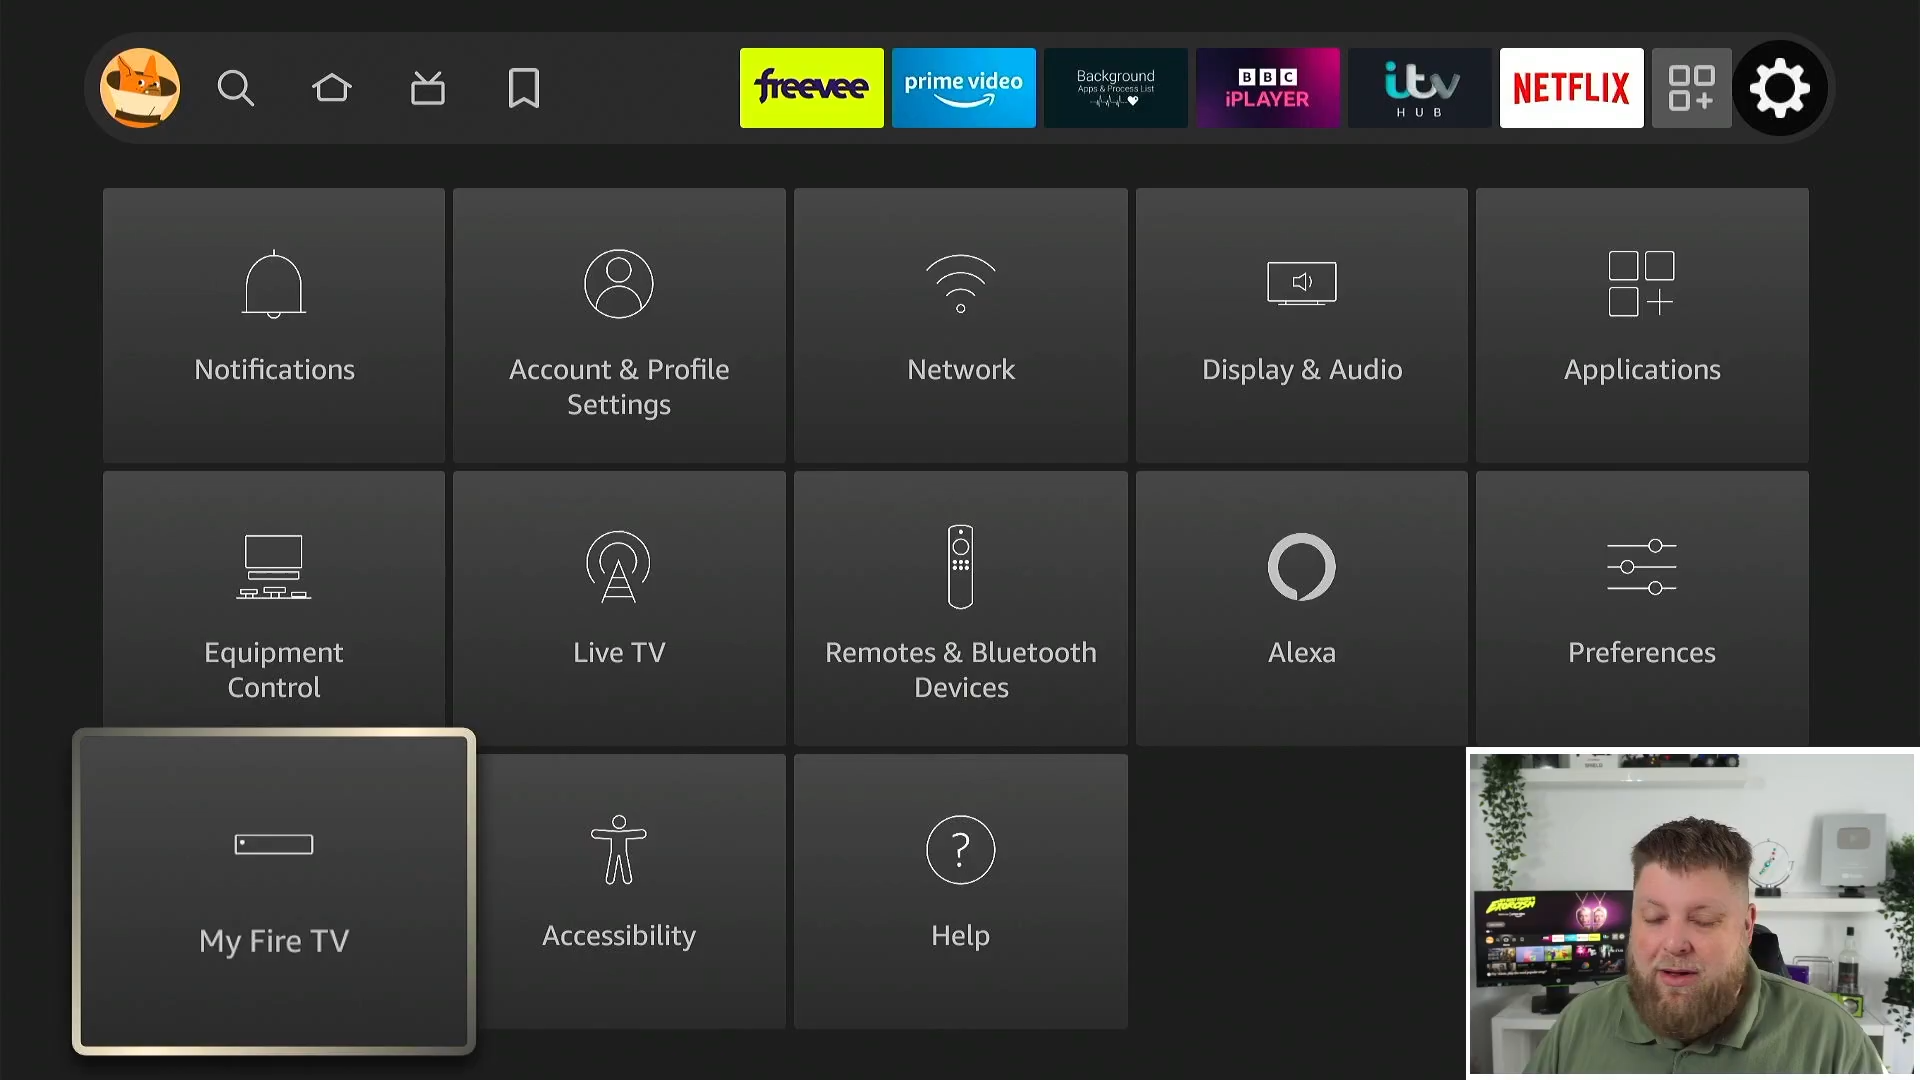 freevee
prime video
Background
Apps & Process List
BBC
iPLAYER
itv
HUB
NETFLIX
Notifications
Account & Profile
Settings
Network
Display & Audio
Applications
Equipment
Control
Live TV
Remotes & Bluetooth
Devices
Alexa
Preferences
My Fire TV
Accessibility
?
Help
EXORCISM